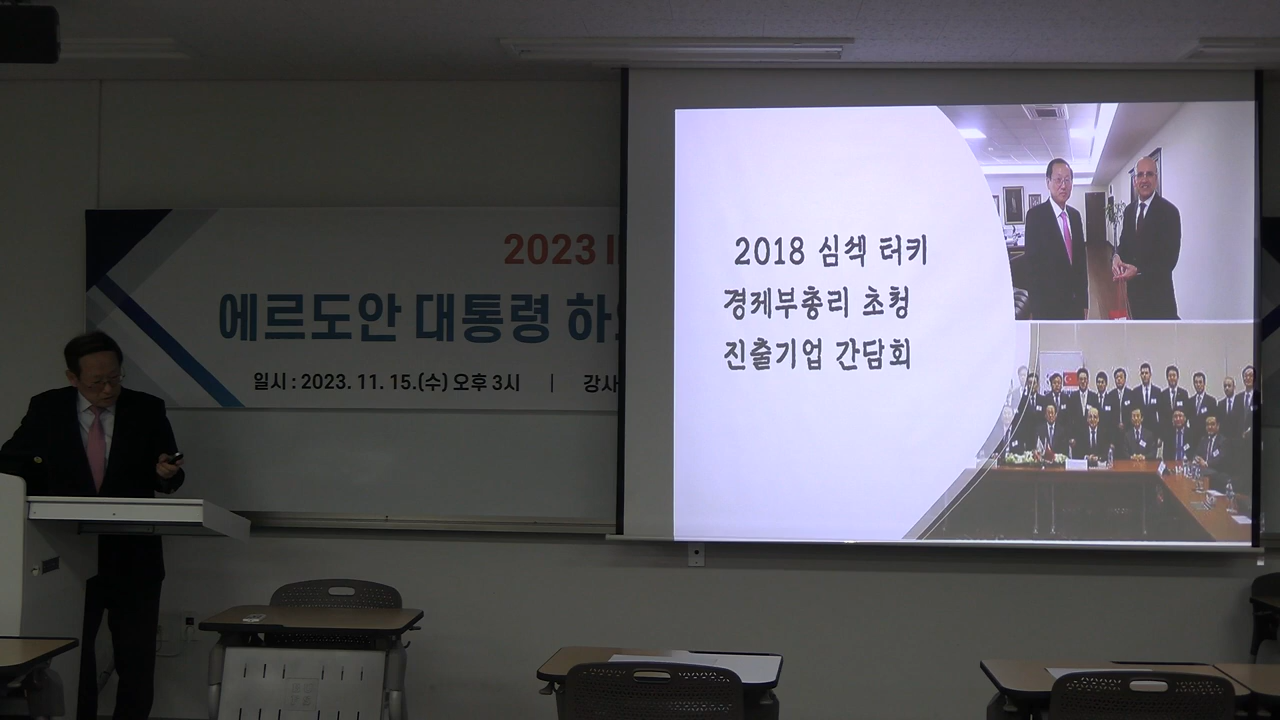 2023
에르도안 대통령 하
일시 : 2023. 11. 15.(수) 오후 3시 | 강사
2018 심섹 터키
경제부총리 초청
진출기업 간담회